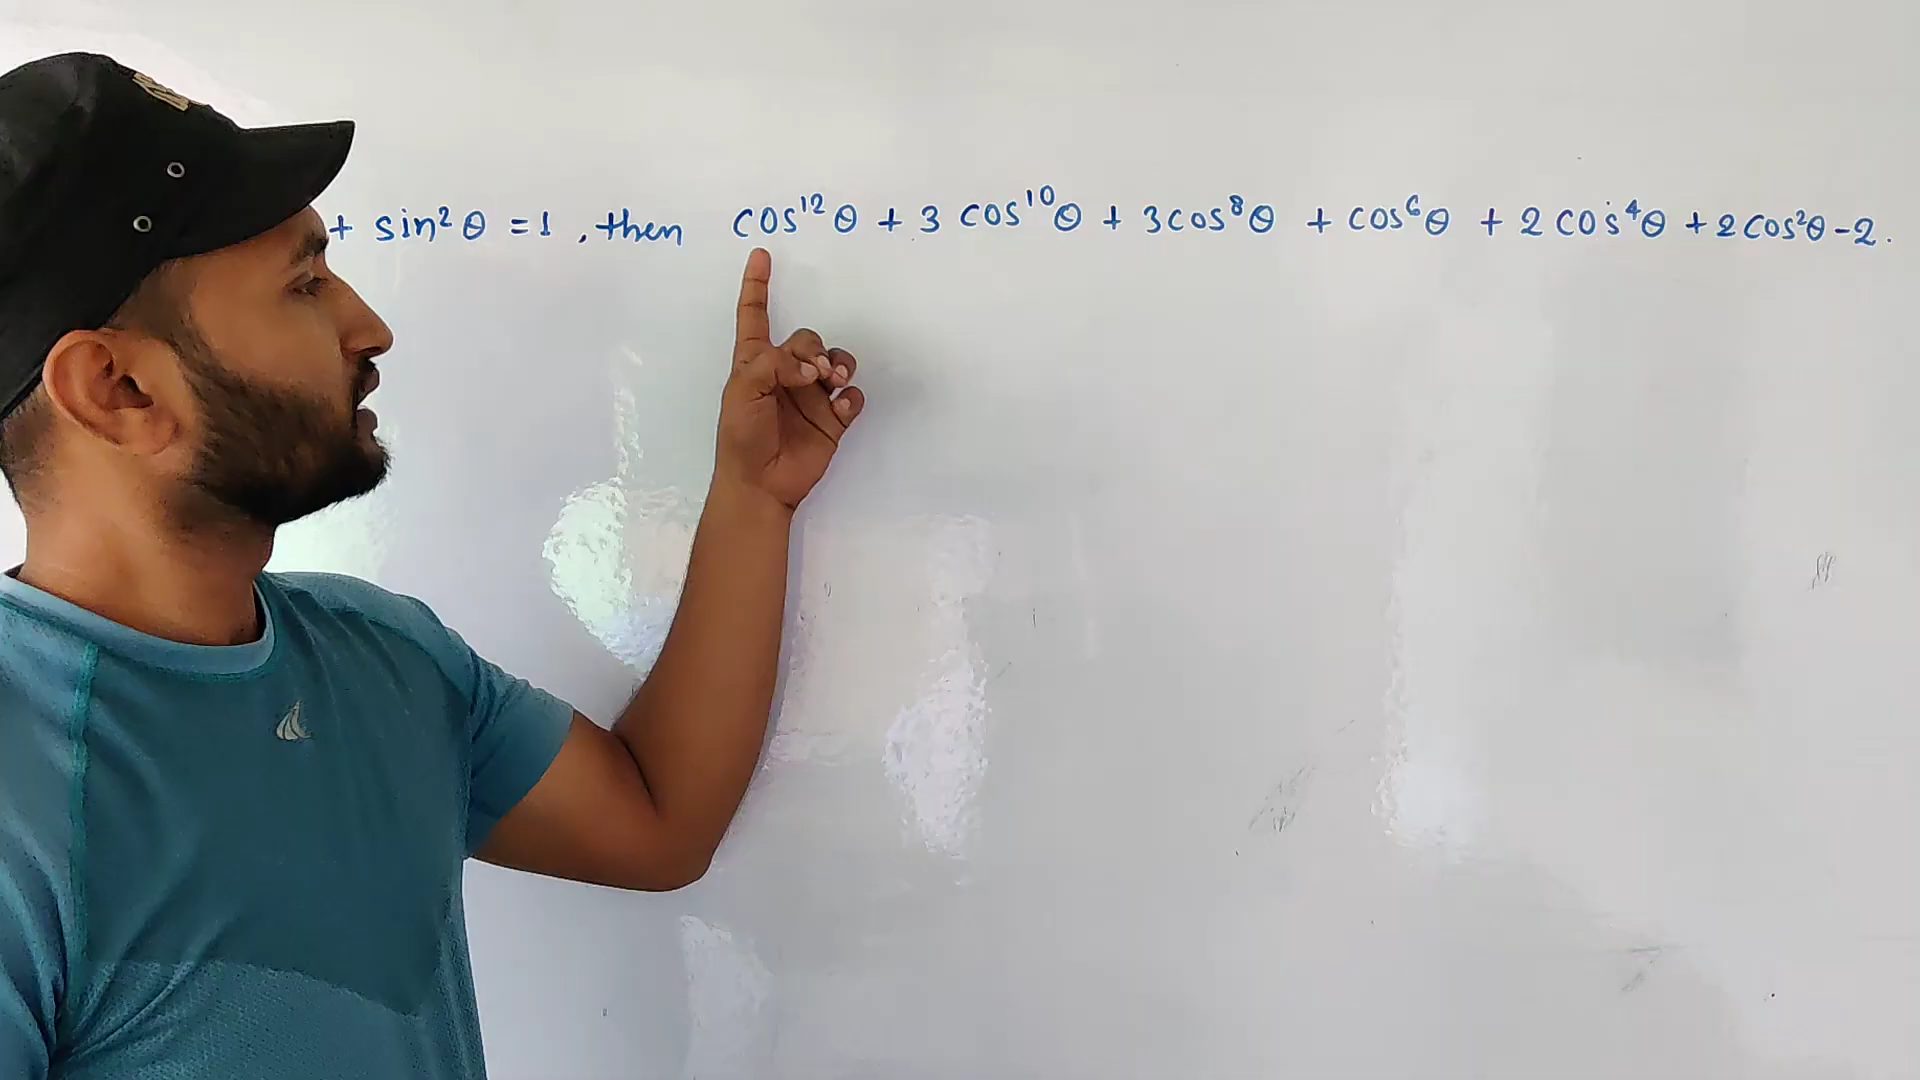 + sin²θ = 1 , then cos¹²θ + 3 cos¹⁰θ + 3cos⁸θ + cos⁶θ + 2 cos⁴θ + 2cos²θ - 2.